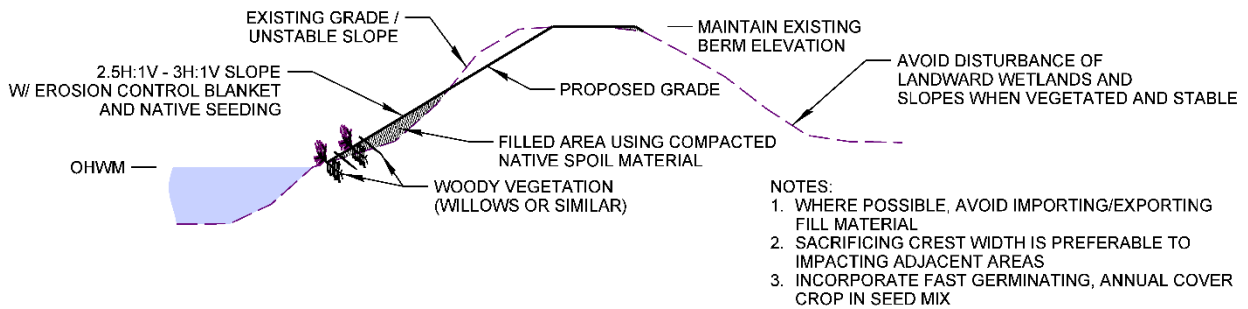 EXISTING GRADE /
UNSTABLE SLOPE
MAINTAIN EXISTING
BERM ELEVATION
2.5H:1V - 3H:1V SLOPE
W/ EROSION CONTROL BLANKET
AND NATIVE SEEDING
AVOID DISTURBANCE OF
LANDWARD WETLANDS AND
SLOPES WHEN VEGETATED AND STABLE
PROPOSED GRADE
FILLED AREA USING COMPACTED
NATIVE SPOIL MATERIAL
OHWM
WOODY VEGETATION
(WILLOWS OR SIMILAR)
NOTES:
1. WHERE POSSIBLE, AVOID IMPORTING/EXPORTING
FILL MATERIAL
2. SACRIFICING CREST WIDTH IS PREFERABLE TO
IMPACTING ADJACENT AREAS
3. INCORPORATE FAST GERMINATING, ANNUAL COVER
CROP IN SEED MIX